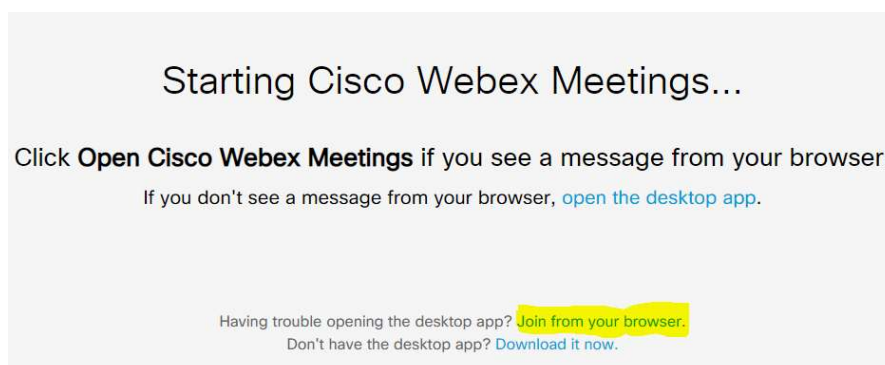 Starting Cisco Webex Meetings...
Click Open Cisco Webex Meetings if you see a message from your browser
If you don't see a message from your browser, open the desktop app.
Having trouble opening the desktop app? Join from your browser.
Don't have the desktop app? Download it now.